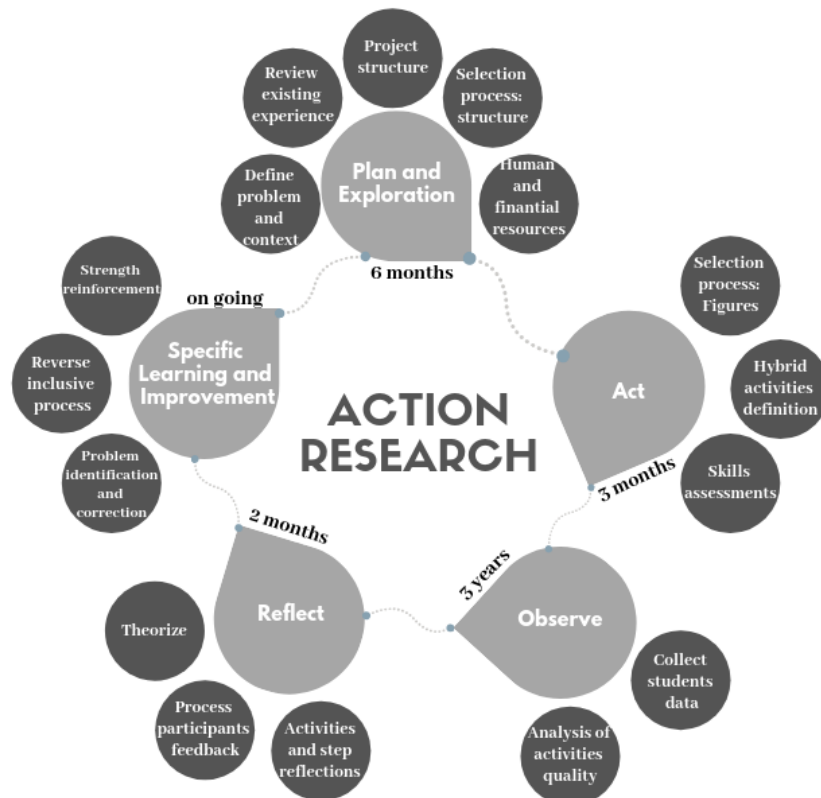 Project
structure
Review
existing
experience
Selection
process:
structure
Define
problem
and
context
Plan and
Exploration
Human
and
finantial
resources
6 months
Selection
process:
Figures
Hybrid
activities
definition
Skills
assessments
Act
3 months
ACTION
RESEARCH
3 years
Observe
Collect
students
data
Analysis of
activities
quality
2 months
Reflect
Activities
and step
reflections
Process
participants
feedback
Theorize
on going
Specific
Learning and
Improvement
Problem
identification
and
correction
Reverse
inclusive
process
Strength
reinforcement